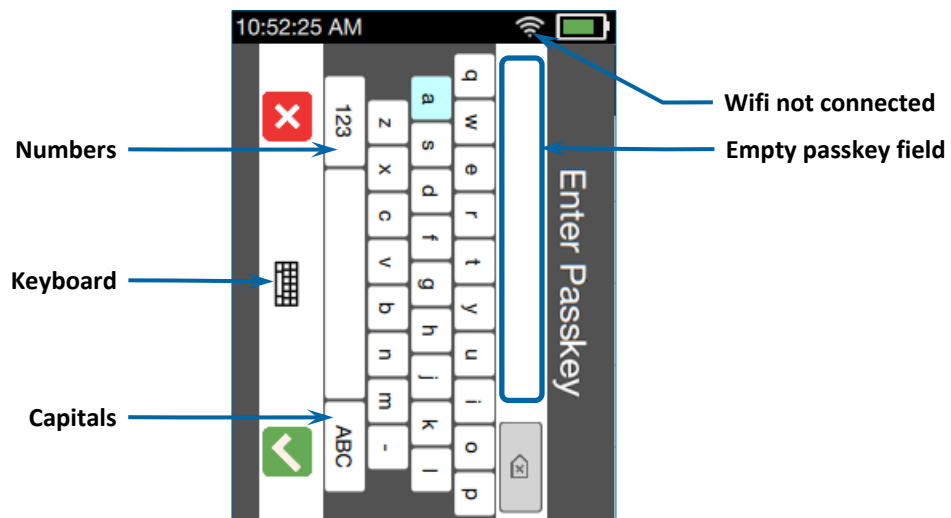 10:52:25 AM
Enter Passkey
q w e r t y u i o p
a s d f g h j k l
z x c v b n m -
123
ABC
Numbers
Keyboard
Capitals
Wifi not connected
Empty passkey field